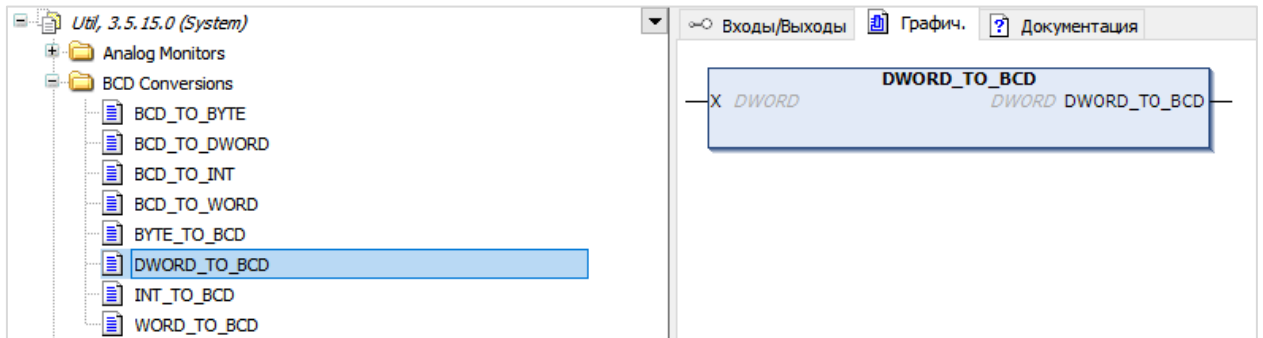 Util, 3.5.15.0 (System)
Analog Monitors
BCD Conversions
BCD_TO_BYTE
BCD_TO_DWORD
BCD_TO_INT
BCD_TO_WORD
BYTE_TO_BCD
DWORD_TO_BCD
INT_TO_BCD
WORD_TO_BCD
Входы/Выходы Графич. Документация
DWORD_TO_BCD
X DWORD DWORD DWORD_TO_BCD